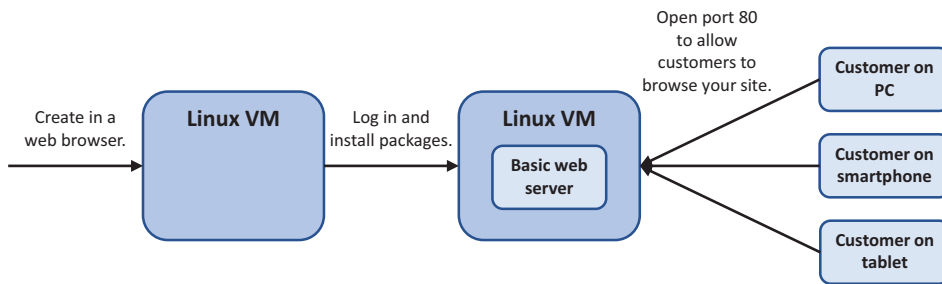 Create in a
web browser.
Linux VM
Log in and
install packages.
Linux VM
Basic web
server
Open port 80
to allow
customers to
browse your site.
Customer on
PC
Customer on
smartphone
Customer on
tablet